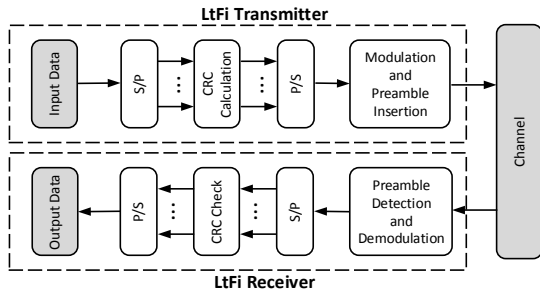 LtFi Transmitter
Input Data
S/P
...
CRC
Calculation
...
P/S
Modulation
and
Preamble
Insertion
Channel
Output Data
P/S
...
CRC Check
...
S/P
Preamble
Detection
and
Demodulation
LtFi Receiver